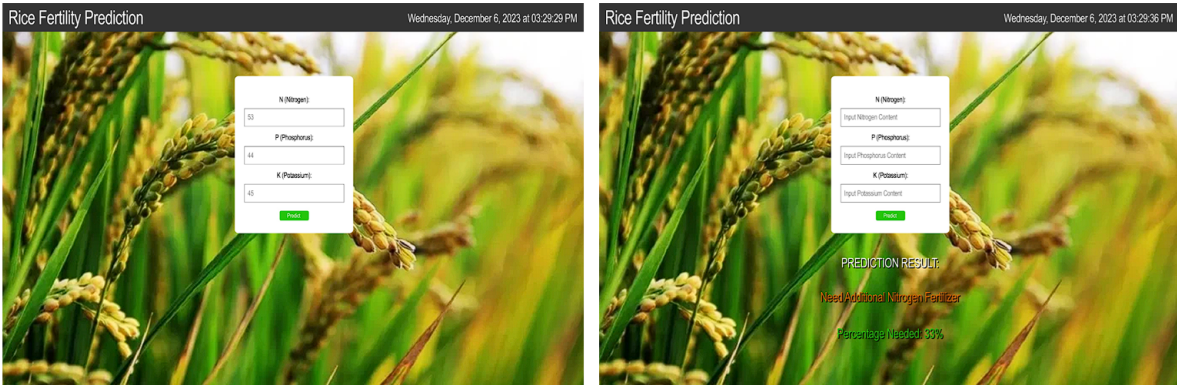 Rice Fertility Prediction
Wednesday, December 6, 2023 at 03:29:29 PM
N (Nitrogen):
53
P (Phosphorus):
44
K (Potassium):
45
Predict
Rice Fertility Prediction
Wednesday, December 6, 2023 at 03:29:36 PM
N (Nitrogen):
Input Nitrogen Content
P (Phosphorus):
Input Phosphorus Content
K (Potassium):
Input Potassium Content
Predict
PREDICTION RESULT:
Need Additional Nitrogen Fertilizer
Percentage Needed: 33%